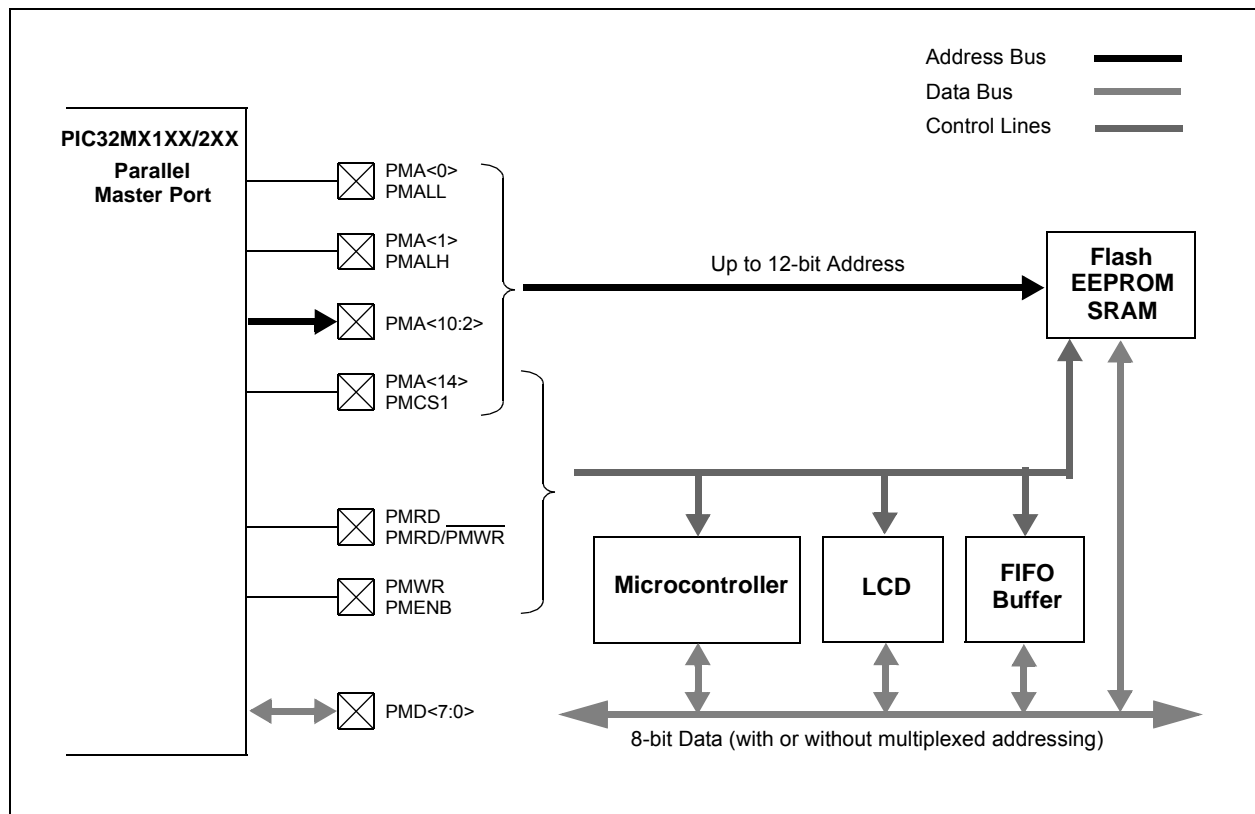 Address Bus
Data Bus
Control Lines
PIC32MX1XX/2XX
Parallel
Master Port
PMA<0>
PMALL
PMA<1>
PMALH
PMA<10:2>
PMA<14>
PMCS1
PMRD
PMRD/PMWR
PMWR
PMENB
PMD<7:0>
Up to 12-bit Address
Flash
EEPROM
SRAM
Microcontroller
LCD
FIFO
Buffer
8-bit Data (with or without multiplexed addressing)